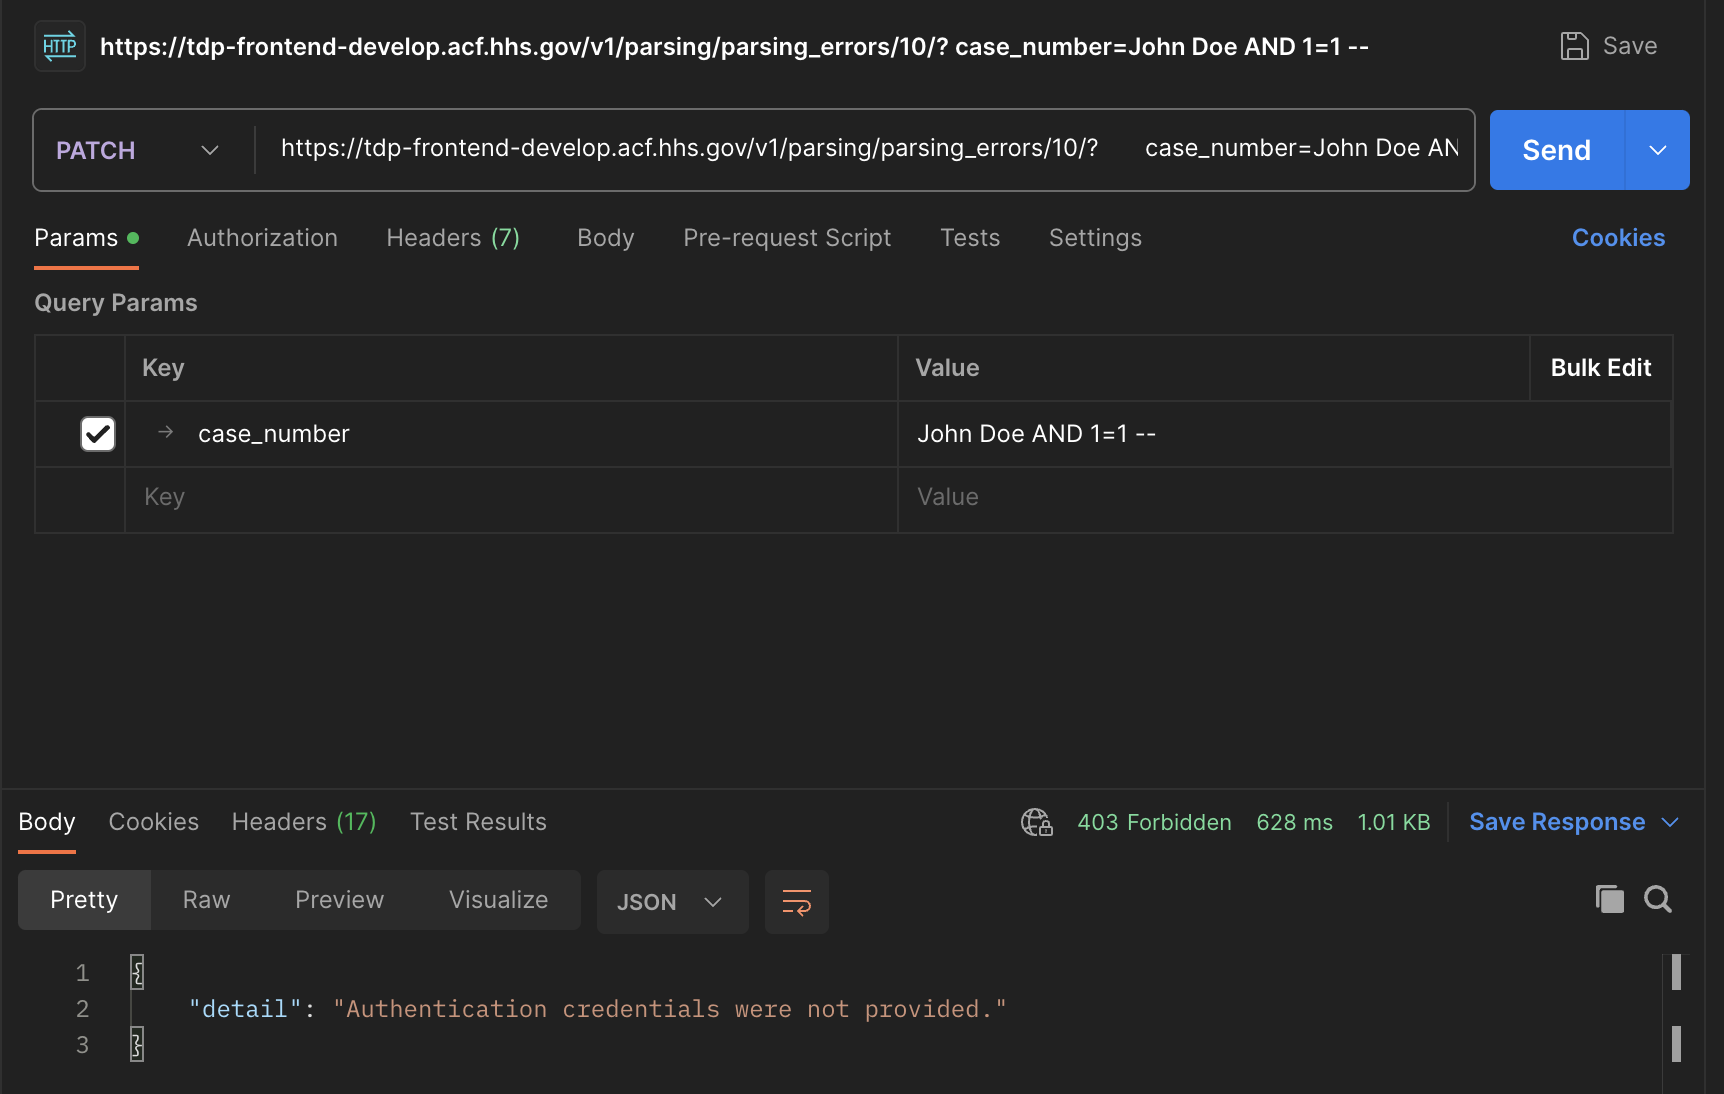 HTTP https://tdp-frontend-develop.acf.hhs.gov/v1/parsing/parsing_errors/10/? case_number=John Doe AND 1=1 -- Save
PATCH https://tdp-frontend-develop.acf.hhs.gov/v1/parsing/parsing_errors/10/? case_number=John Doe AN Send
Params Authorization Headers (7) Body Pre-request Script Tests Settings Cookies
Query Params
Key Value Bulk Edit
→ case_number John Doe AND 1=1 --
Key Value
Body Cookies Headers (17) Test Results 403 Forbidden 628 ms 1.01 KB Save Response
Pretty Raw Preview Visualize JSON
1 {
2 "detail": "Authentication credentials were not provided."
3 }